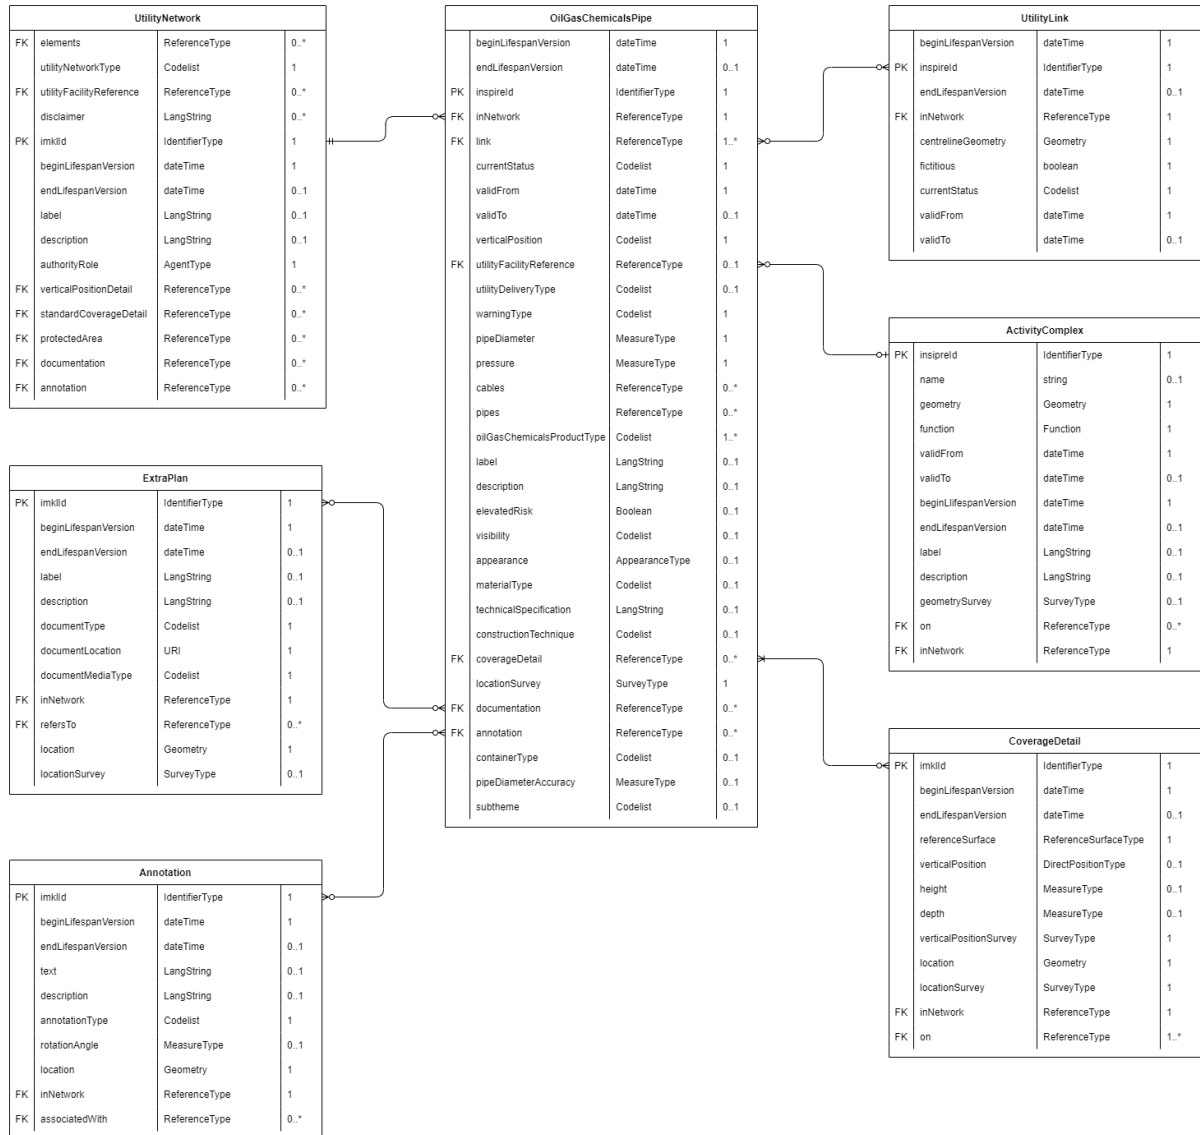 UtilityNetwork
FK elements ReferenceType 0..*
utilityNetworkType Codelist 1
FK utilityFacilityReference ReferenceType 0..*
disclaimer LangString 0..*
PK imklId IdentifierType 1
beginLifespanVersion dateTime 1
endLifespanVersion dateTime 0..1
label LangString 0..1
description LangString 0..1
authorityRole AgentType 1
FK verticalPositionDetail ReferenceType 0..*
FK standardCoverageDetail ReferenceType 0..*
FK protectedArea ReferenceType 0..*
FK documentation ReferenceType 0..*
FK annotation ReferenceType 0..*
ExtraPlan
PK imklId IdentifierType 1
beginLifespanVersion dateTime 1
endLifespanVersion dateTime 0..1
label LangString 0..1
description LangString 0..1
documentType Codelist 1
documentLocation URI 1
documentMediaType Codelist 1
FK inNetwork ReferenceType 1
FK refersTo ReferenceType 0..*
location Geometry 1
locationSurvey SurveyType 0..1
Annotation
PK imklId IdentifierType 1
beginLifespanVersion dateTime 1
endLifespanVersion dateTime 0..1
text LangString 0..1
description LangString 0..1
annotationType Codelist 1
rotationAngle MeasureType 0..1
location Geometry 1
FK inNetwork ReferenceType 1
FK associatedWith ReferenceType 0..*
OilGasChemicalsPipe
beginLifespanVersion dateTime 1
endLifespanVersion dateTime 0..1
PK inspireId IdentifierType 1
FK inNetwork ReferenceType 1
FK link ReferenceType 1..*
currentStatus Codelist 1
validFrom dateTime 1
validTo dateTime 0..1
verticalPosition Codelist 1
FK utilityFacilityReference ReferenceType 0..1
utilityDeliveryType Codelist 0..1
warningType Codelist 1
pipeDiameter MeasureType 1
pressure MeasureType 1
cables ReferenceType 0..*
pipes ReferenceType 0..*
oilGasChemicalsProductType Codelist 1..*
label LangString 0..1
description LangString 0..1
elevatedRisk Boolean 0..1
visibility Codelist 0..1
appearance AppearanceType 0..1
materialType Codelist 0..1
technicalSpecification LangString 0..1
constructionTechnique Codelist 0..1
FK coverageDetail ReferenceType 0..*
locationSurvey SurveyType 1
FK documentation ReferenceType 0..*
FK annotation ReferenceType 0..*
containerType Codelist 0..1
pipeDiameterAccuracy MeasureType 0..1
subtheme Codelist 0..1
UtilityLink
beginLifespanVersion dateTime 1
PK inspireId IdentifierType 1
endLifespanVersion dateTime 0..1
FK inNetwork ReferenceType 1
centrelineGeometry Geometry 1
fictitious boolean 1
currentStatus Codelist 1
validFrom dateTime 1
validTo dateTime 0..1
ActivityComplex
PK insipreId IdentifierType 1
name string 0..1
geometry Geometry 1
function Function 1
validFrom dateTime 1
validTo dateTime 0..1
beginLlifespanVersion dateTime 1
endLifespanVersion dateTime 0..1
label LangString 0..1
description LangString 0..1
geometrySurvey SurveyType 0..1
FK on ReferenceType 0..*
FK inNetwork ReferenceType 1
CoverageDetail
PK imklId IdentifierType 1
beginLifespanVersion dateTime 1
endLifespanVersion dateTime 0..1
referenceSurface ReferenceSurfaceType 1
verticalPosition DirectPositionType 0..1
height MeasureType 0..1
depth MeasureType 0..1
verticalPositionSurvey SurveyType 1
location Geometry 1
locationSurvey SurveyType 1
FK inNetwork ReferenceType 1
FK on ReferenceType 1..*